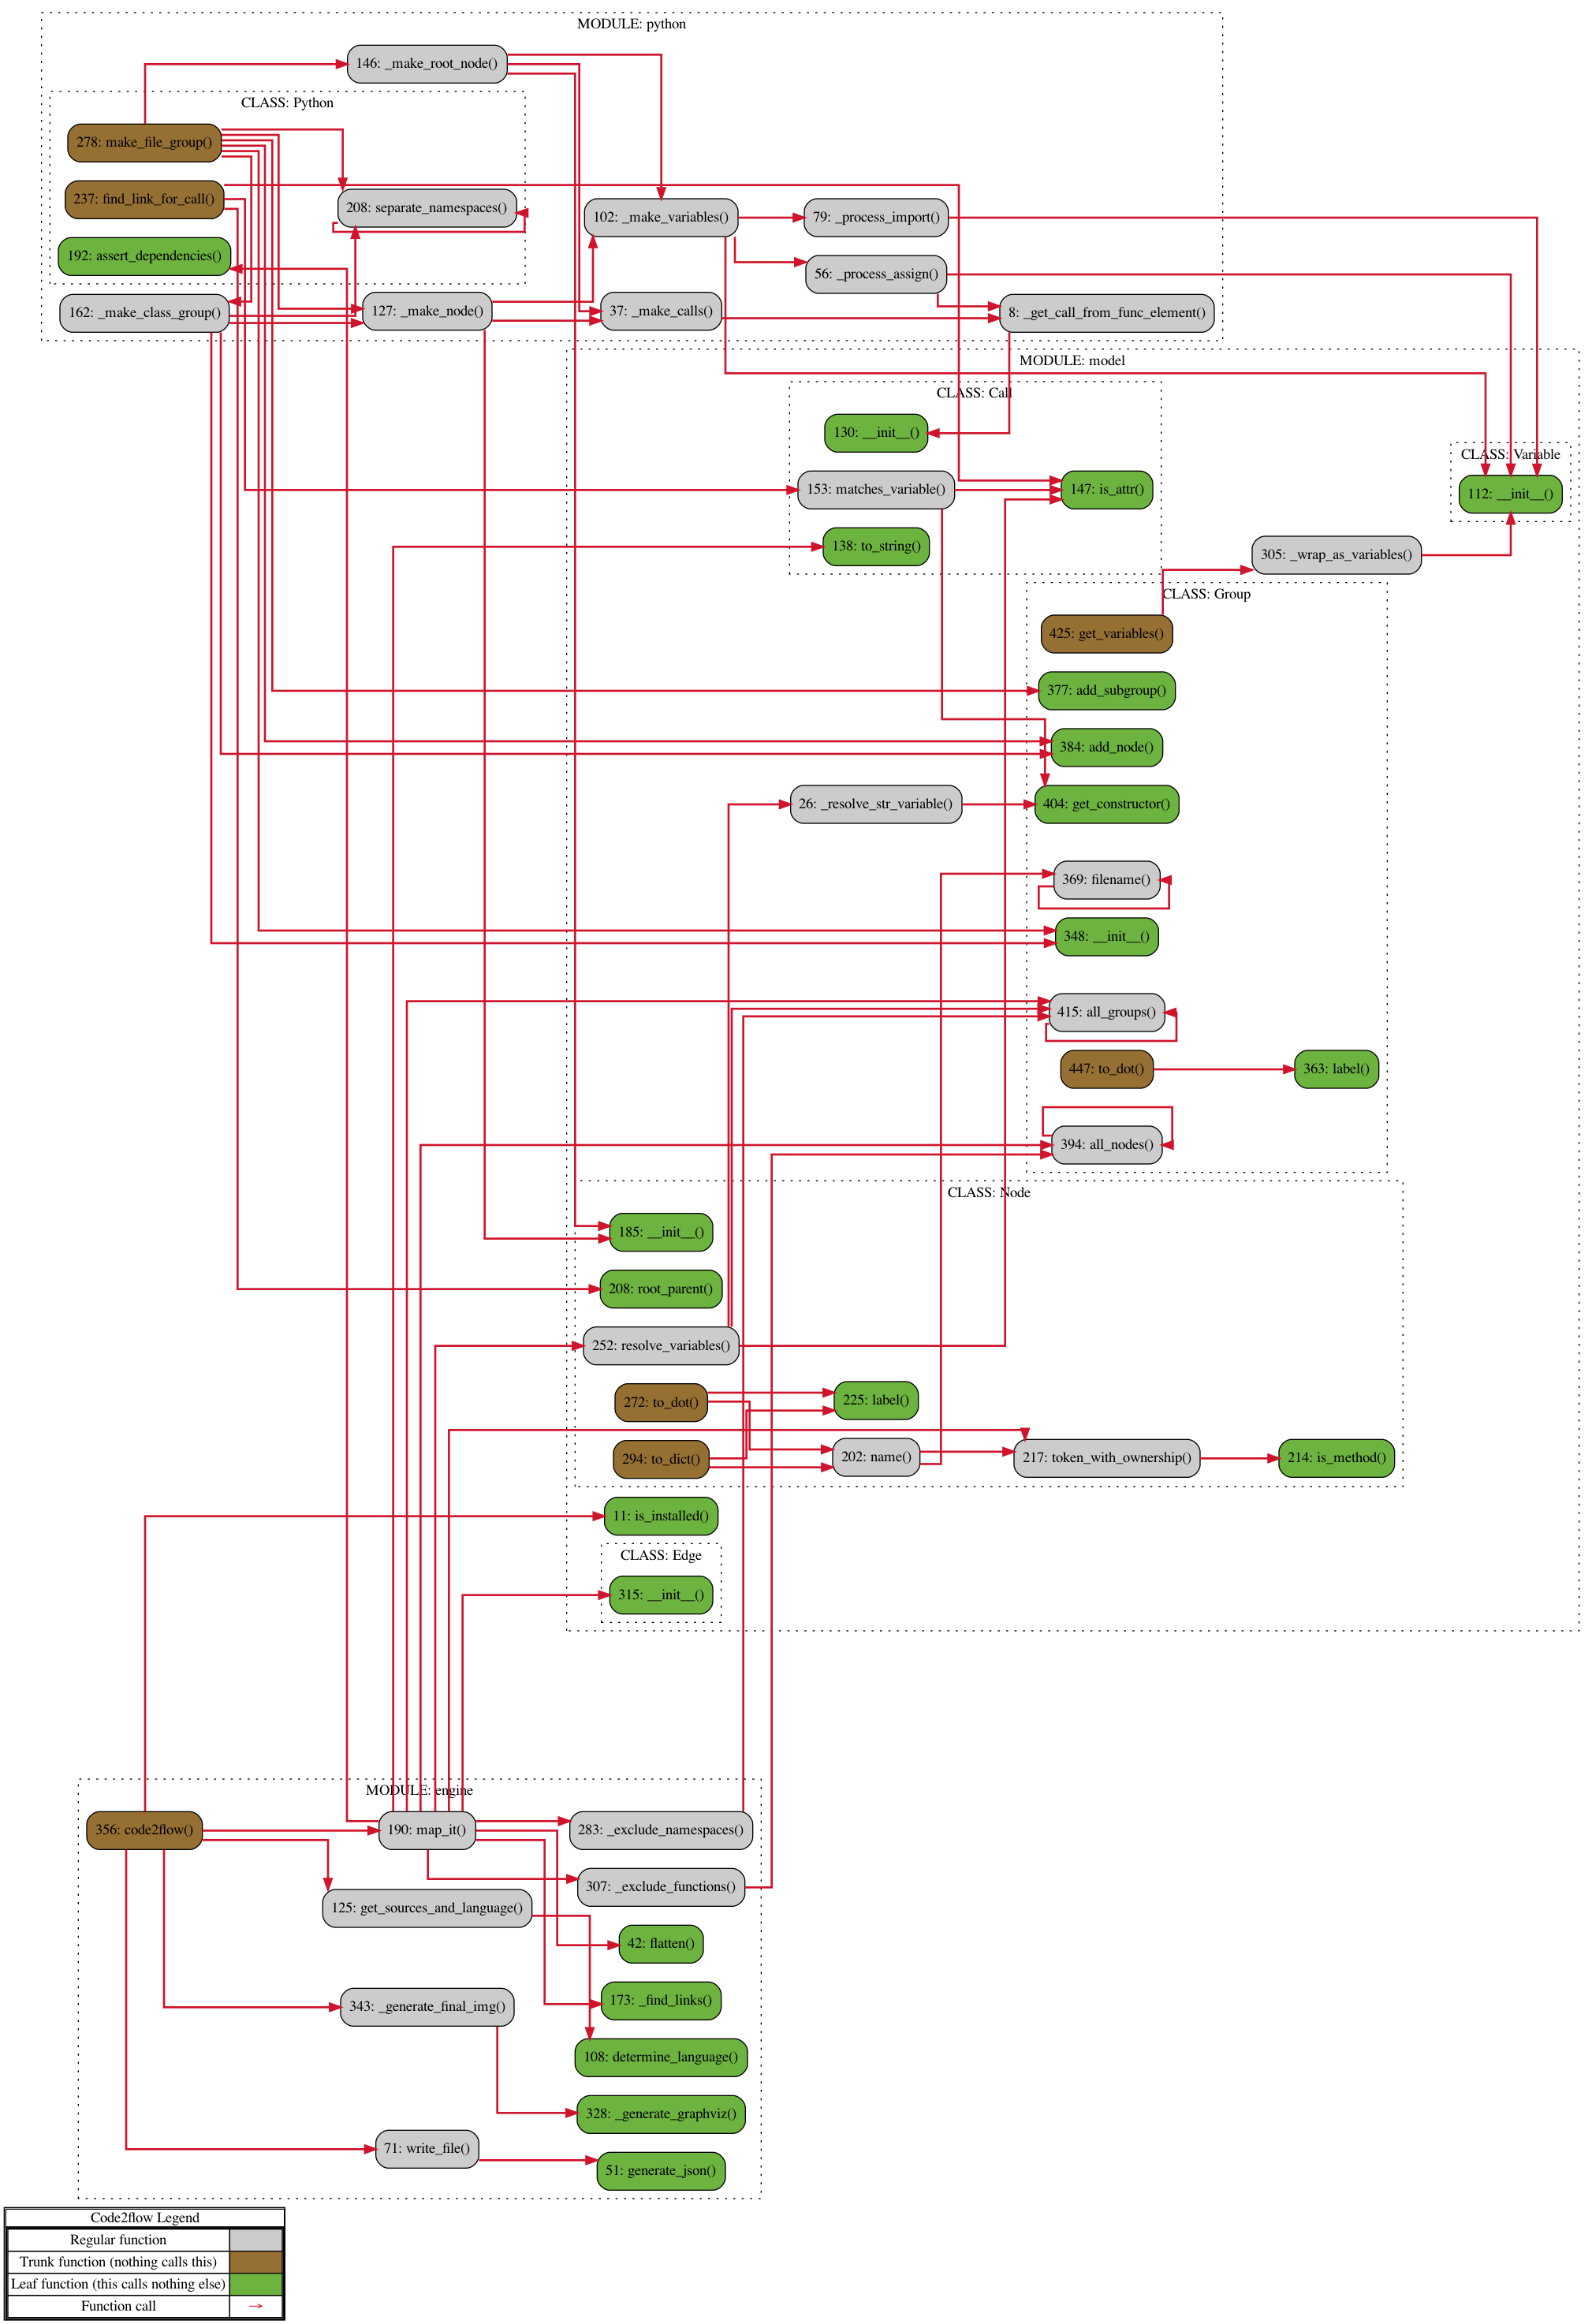 MODULE: python
146: _make_root_node()
CLASS: Python
278: make_file_group()
237: find_link_for_call()
208: separate_namespaces()
102: _make_variables()
79: _process_import()
192: assert_dependencies()
56: _process_assign()
162: _make_class_group()
127: _make_node()
37: _make_calls()
8: _get_call_from_func_element()
MODULE: model
CLASS: Call
130: __init__()
CLASS: Variable
153: matches_variable()
147: is_attr()
112: __init__()
138: to_string()
305: _wrap_as_variables()
CLASS: Group
425: get_variables()
377: add_subgroup()
384: add_node()
26: _resolve_str_variable()
404: get_constructor()
369: filename()
348: __init__()
415: all_groups()
447: to_dot()
363: label()
394: all_nodes()
CLASS: Node
185: __init__()
208: root_parent()
252: resolve_variables()
272: to_dot()
225: label()
294: to_dict()
202: name()
217: token_with_ownership()
214: is_method()
11: is_installed()
CLASS: Edge
315: __init__()
MODULE: engine
356: code2flow()
190: map_it()
283: _exclude_namespaces()
307: _exclude_functions()
125: get_sources_and_language()
42: flatten()
343: _generate_final_img()
173: _find_links()
108: determine_language()
328: _generate_graphviz()
71: write_file()
51: generate_json()
Code2flow Legend
Regular function
Trunk function (nothing calls this)
Leaf function (this calls nothing else)
Function call →